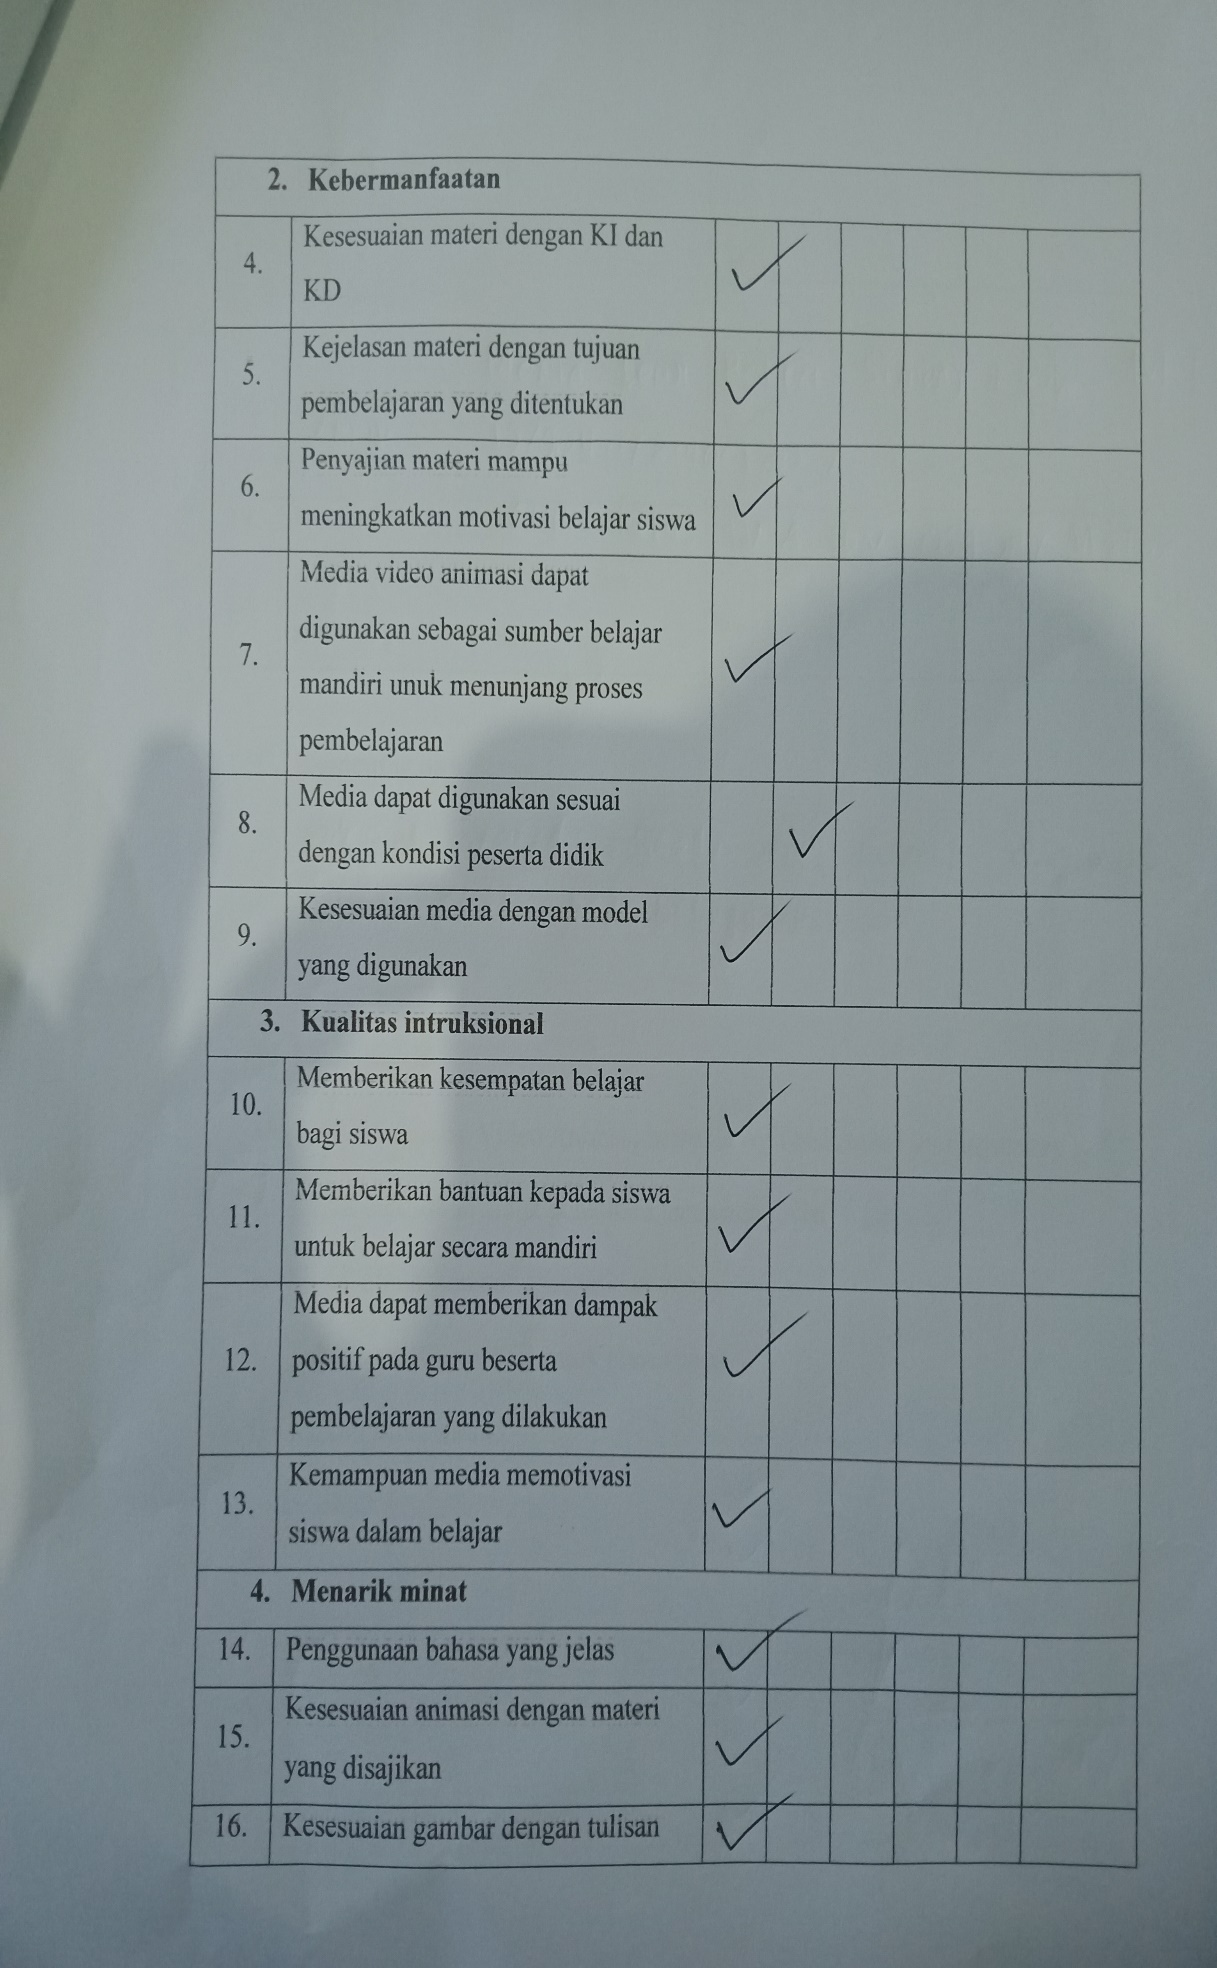 2. Kebermanfaatan
4.
Kesesuaian materi dengan KI dan
KD
5.
Kejelasan materi dengan tujuan
pembelajaran yang ditentukan
6.
Penyajian materi mampu
meningkatkan motivasi belajar siswa
7.
Media video animasi dapat
digunakan sebagai sumber belajar
mandiri unuk menunjang proses
pembelajaran
8.
Media dapat digunakan sesuai
dengan kondisi peserta didik
9.
Kesesuaian media dengan model
yang digunakan
3. Kualitas intruksional
10.
Memberikan kesempatan belajar
bagi siswa
11.
Memberikan bantuan kepada siswa
untuk belajar secara mandiri
12.
Media dapat memberikan dampak
positif pada guru beserta
pembelajaran yang dilakukan
13.
Kemampuan media memotivasi
siswa dalam belajar
4. Menarik minat
14. Penggunaan bahasa yang jelas
15.
Kesesuaian animasi dengan materi
yang disajikan
16. Kesesuaian gambar dengan tulisan